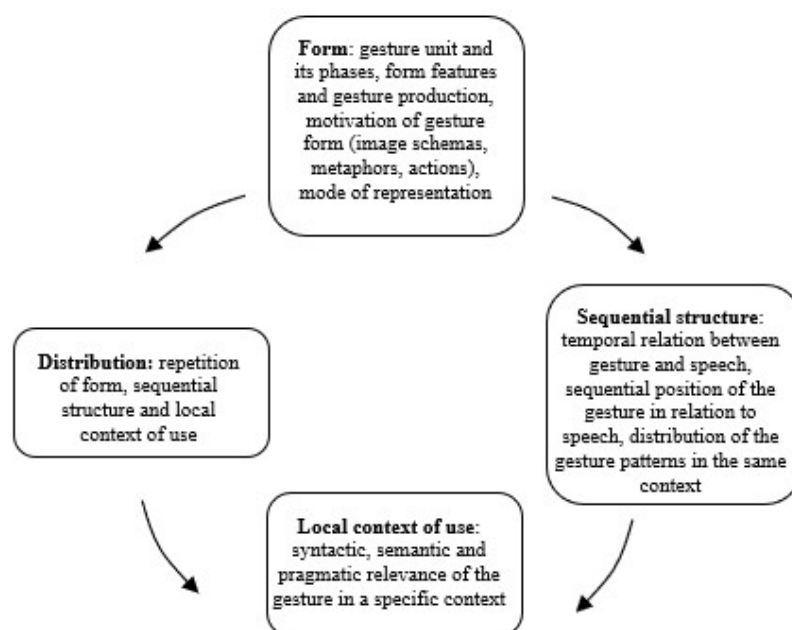 Form: gesture unit and
its phases, form features
and gesture production,
motivation of gesture
form (image schemas,
metaphors, actions),
mode of representation
Distribution: repetition
of form, sequential
structure and local
context of use
Sequential structure:
temporal relation between
gesture and speech,
sequential position of the
gesture in relation to
speech, distribution of the
gesture patterns in the same
context
Local context of use:
syntactic, semantic and
pragmatic relevance of the
gesture in a specific context